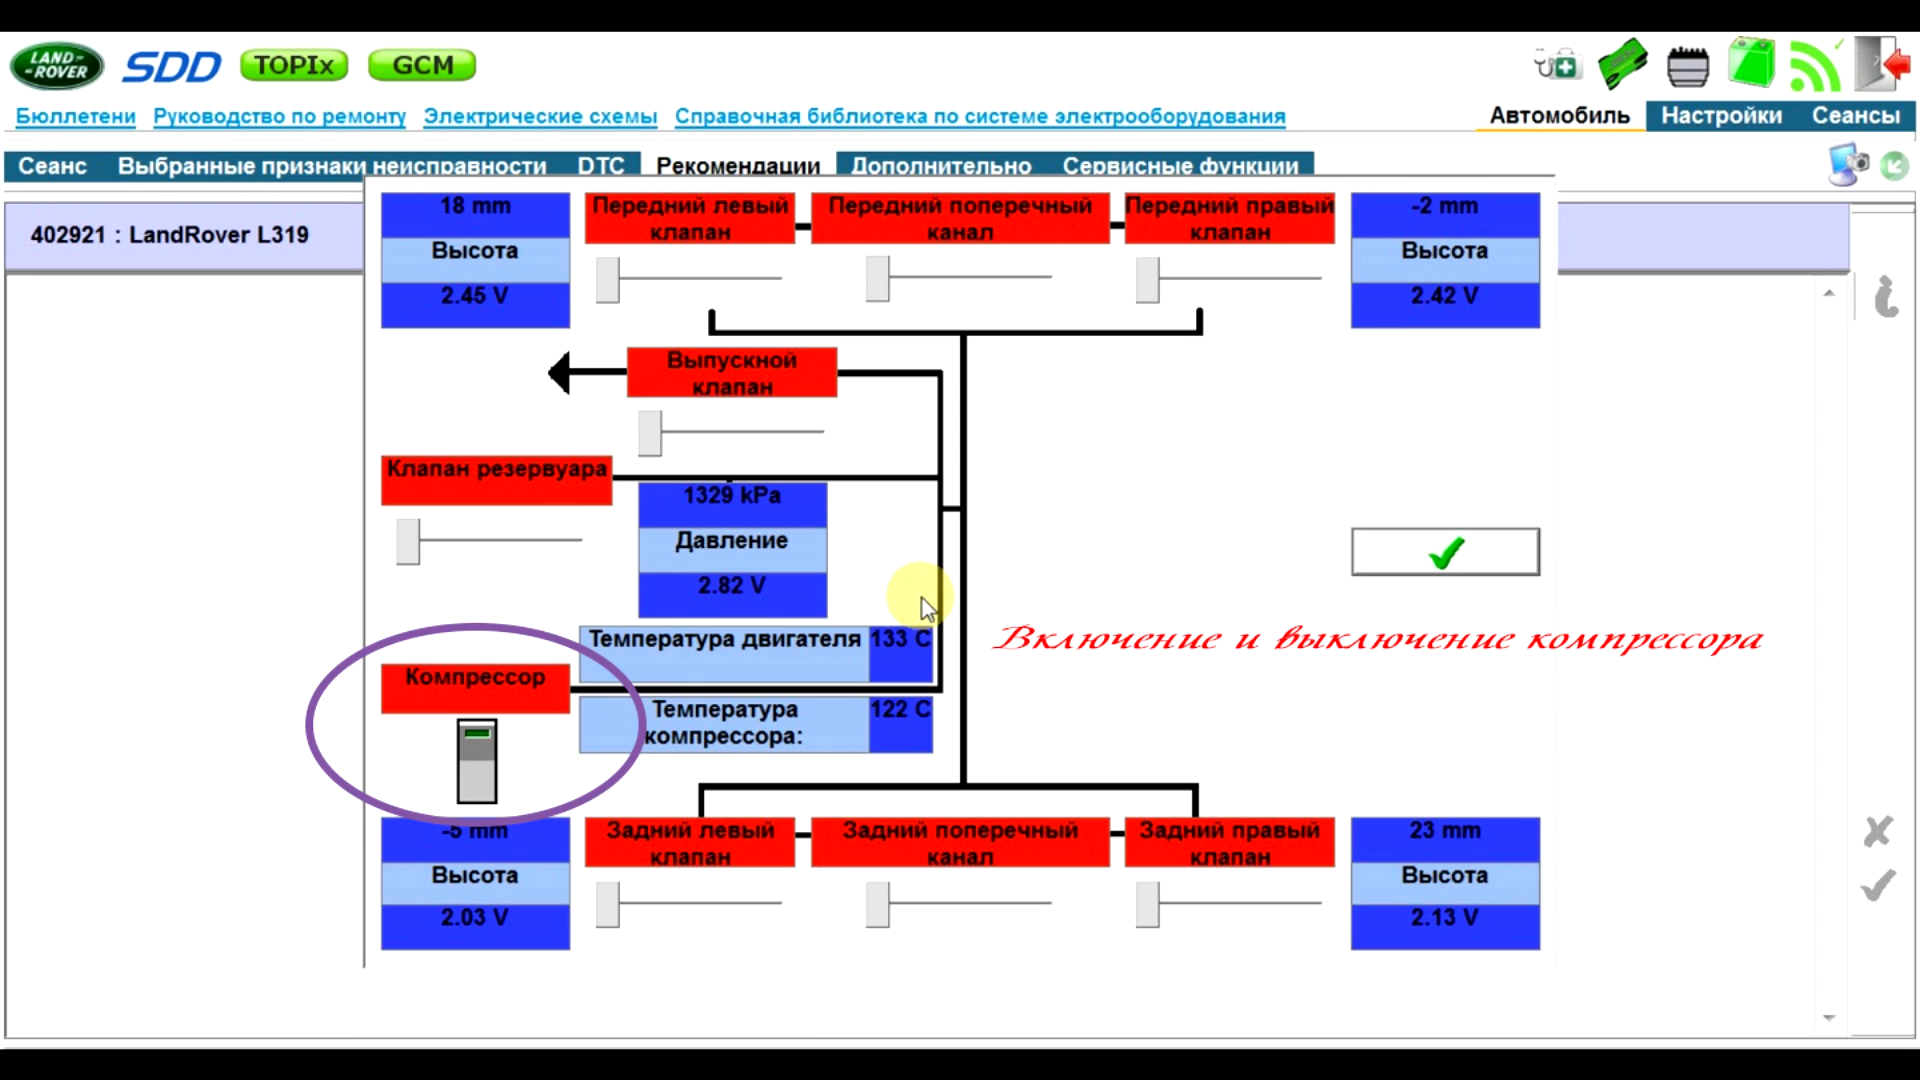 LAND-
-ROVER
SDD
TOPIx
GCM
Бюллетени Руководство по ремонту Электрические схемы Справочная библиотека по системе электрооборудования
Автомобиль Настройки Сеансы
Сеанс Выбранные признаки неисправности DTC Рекомендации Дополнительно Сервисные функции
402921 : LandRover L319
18 mm
Высота
2.45 V
Передний левый
клапан
Передний поперечный
канал
Передний правый
клапан
-2 mm
Высота
2.42 V
Выпускной
клапан
Клапан резервуара
1329 kPa
Давление
2.82 V
Температура двигателя 133 C
Включение и выключение компрессора
Компрессор
Температура
компрессора:
122 C
-5 mm
Высота
2.03 V
Задний левый
клапан
Задний поперечный
канал
Задний правый
клапан
23 mm
Высота
2.13 V